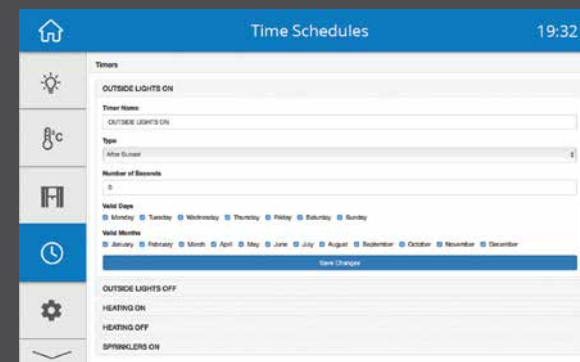 Time Schedules 19:32
Timers
°C
OUTSIDE LIGHTS ON
Timer Name
OUTSIDE LIGHTS ON
Type
After Sunset
Number of Seconds
0
Valid Days
Monday Tuesday Wednesday Thursday Friday Saturday Sunday
Valid Months
January February March April May June July August September October November December
Save Changes
OUTSIDE LIGHTS OFF
HEATING ON
HEATING OFF
SPRINKLERS ON